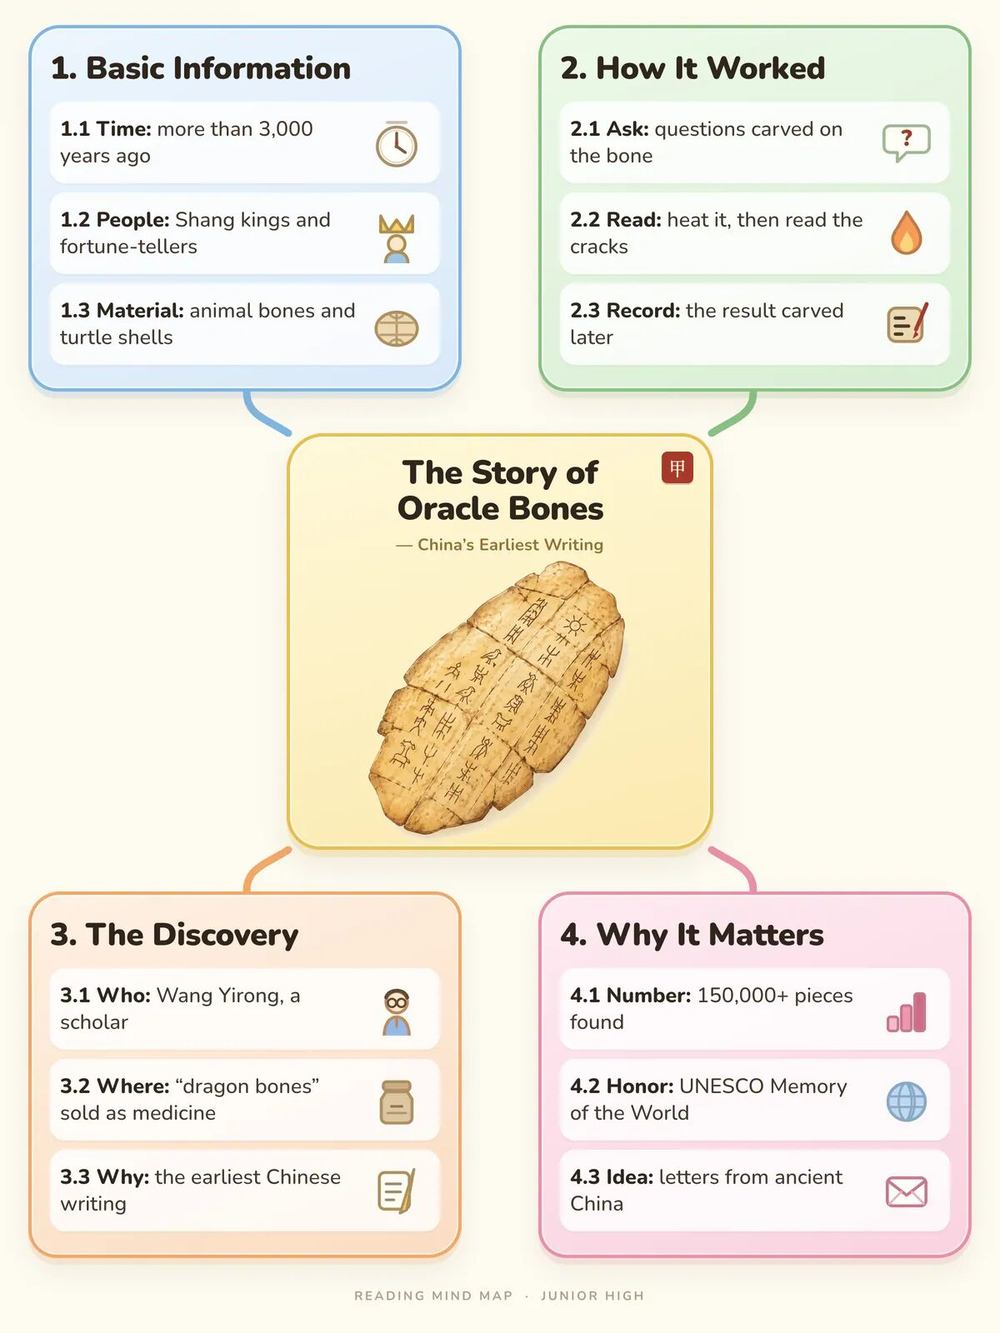 1. Basic Information
1.1 Time: more than 3,000
years ago
1.2 People: Shang kings and
fortune-tellers
1.3 Material: animal bones and
turtle shells
2. How It Worked
2.1 Ask: questions carved on
the bone
?
2.2 Read: heat it, then read the
cracks
2.3 Record: the result carved
later
The Story of
Oracle Bones
甲
— China’s Earliest Writing
3. The Discovery
3.1 Who: Wang Yirong, a
scholar
3.2 Where: “dragon bones”
sold as medicine
3.3 Why: the earliest Chinese
writing
4. Why It Matters
4.1 Number: 150,000+ pieces
found
4.2 Honor: UNESCO Memory
of the World
4.3 Idea: letters from ancient
China
READING MIND MAP · JUNIOR HIGH